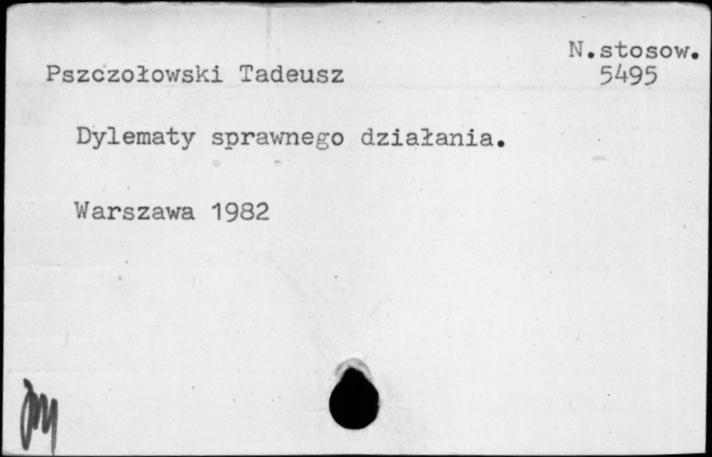 N.stosow.
Pszczołowski Tadeusz 5495
Dylematy sprawnego działania.
Warszawa 1982